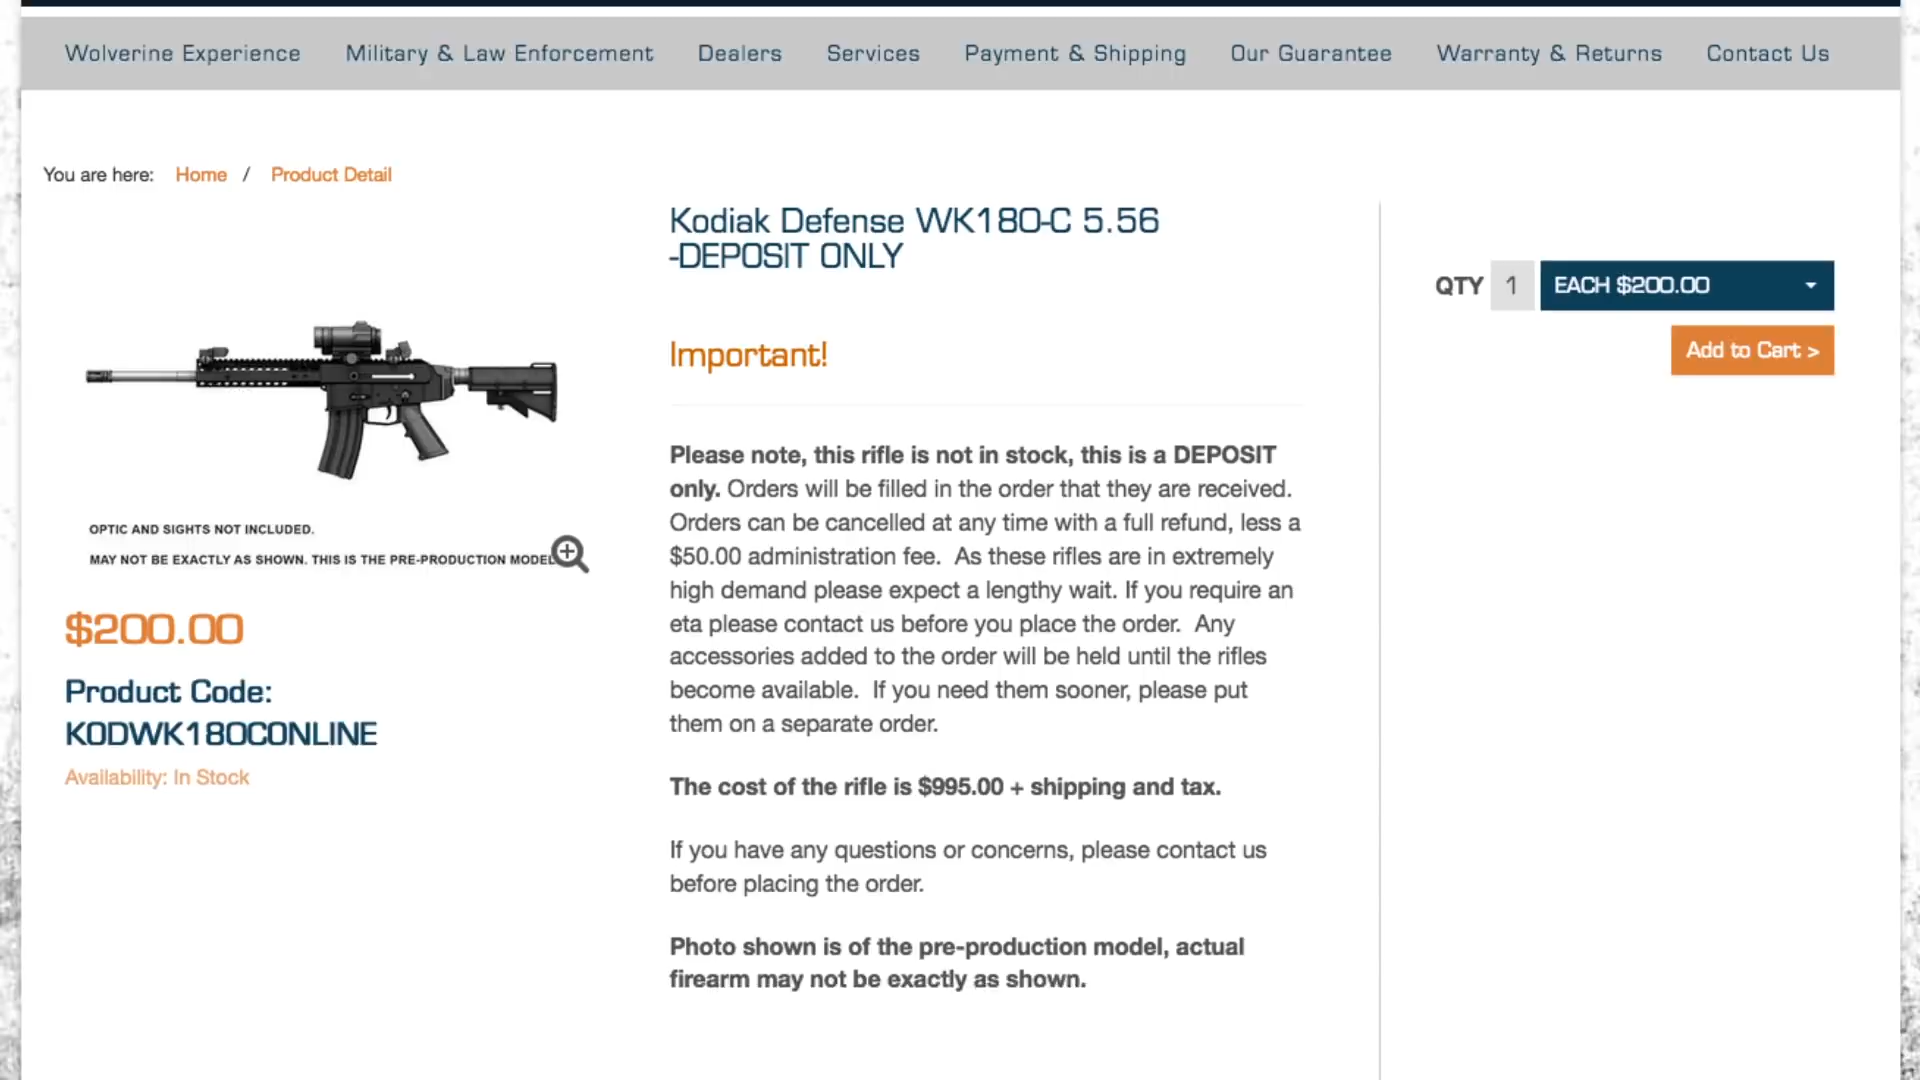 Wolverine Experience Military & Law Enforcement Dealers Services Payment & Shipping Our Guarantee Warranty & Returns Contact Us
You are here: Home / Product Detail
OPTIC AND SIGHTS NOT INCLUDED.
MAY NOT BE EXACTLY AS SHOWN. THIS IS THE PRE-PRODUCTION MODEL
$200.00
Product Code:
KODWK180CONLINE
Availability: In Stock
Kodiak Defense WK180-C 5.56
-DEPOSIT ONLY
Important!
Please note, this rifle is not in stock, this is a DEPOSIT
only. Orders will be filled in the order that they are received.
Orders can be cancelled at any time with a full refund, less a
$50.00 administration fee. As these rifles are in extremely
high demand please expect a lengthy wait. If you require an
eta please contact us before you place the order. Any
accessories added to the order will be held until the rifles
become available. If you need them sooner, please put
them on a separate order.
The cost of the rifle is $995.00 + shipping and tax.
If you have any questions or concerns, please contact us
before placing the order.
Photo shown is of the pre-production model, actual
firearm may not be exactly as shown.
QTY 1 EACH $200.00
Add to Cart >